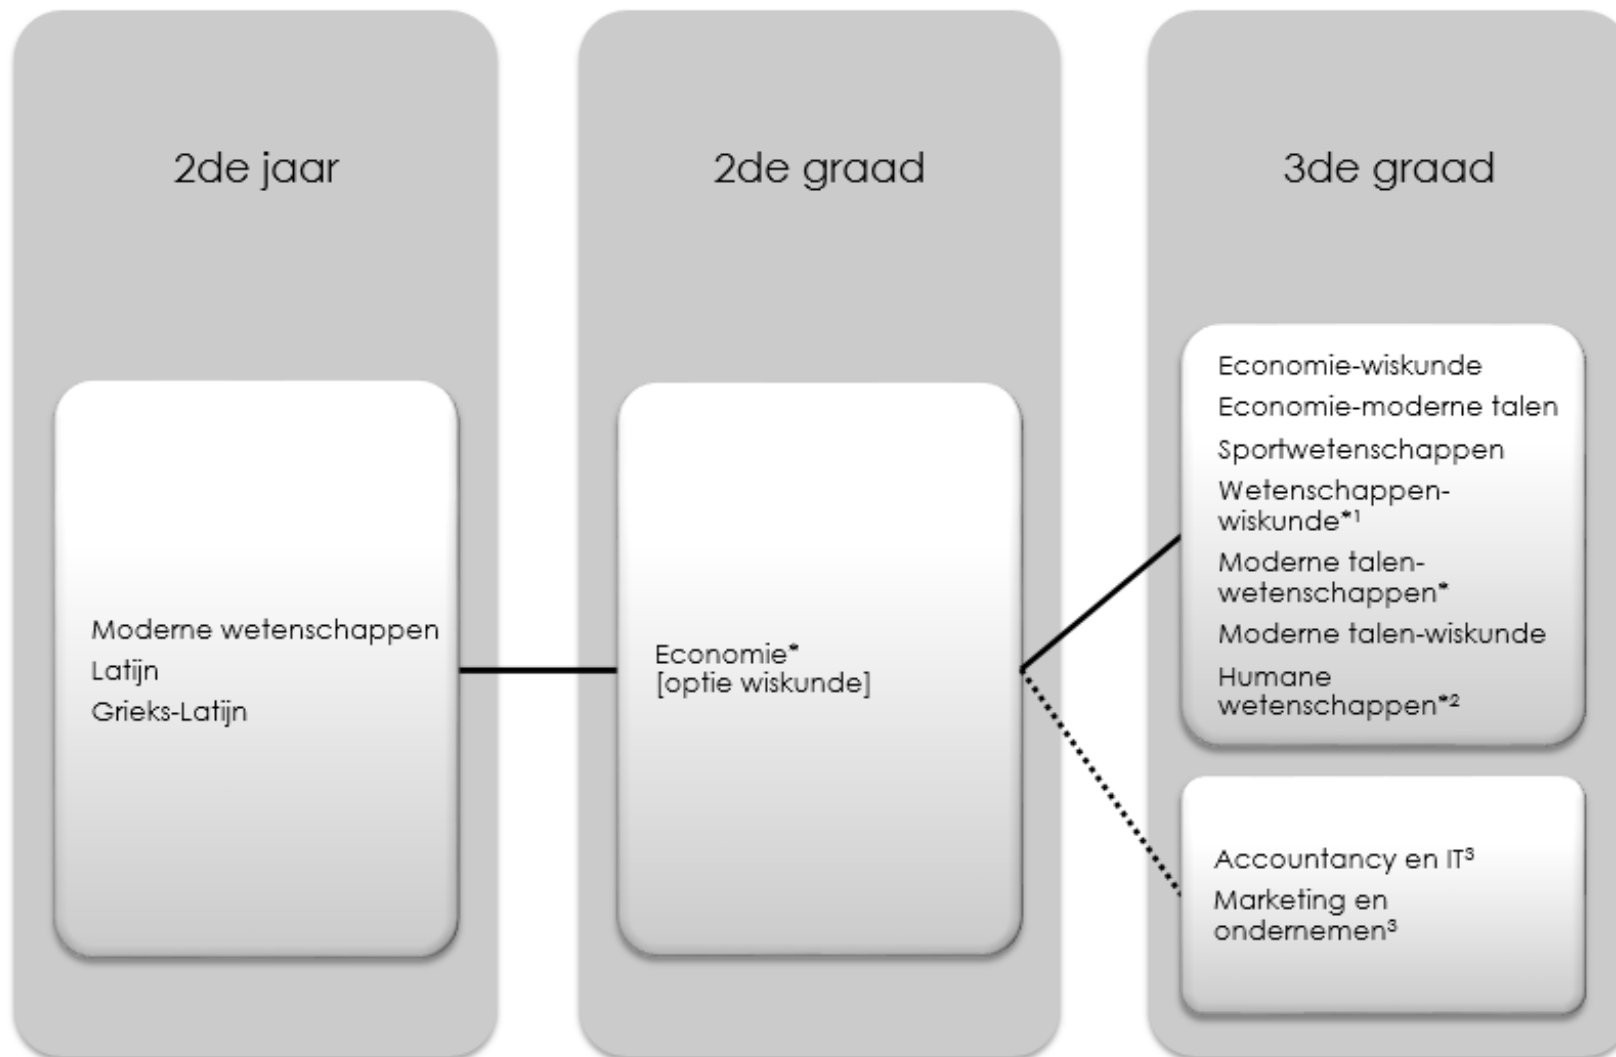 2de jaar
Moderne wetenschappen
Latijn
Grieks-Latijn
2de graad
Economie*
[optie wiskunde]
3de graad
Economie-wiskunde
Economie-moderne talen
Sportwetenschappen
Wetenschappen-
wiskunde*¹
Moderne talen-
wetenschappen*
Moderne talen-wiskunde
Humane
wetenschappen*²
Accountancy en IT³
Marketing en
ondernemen³